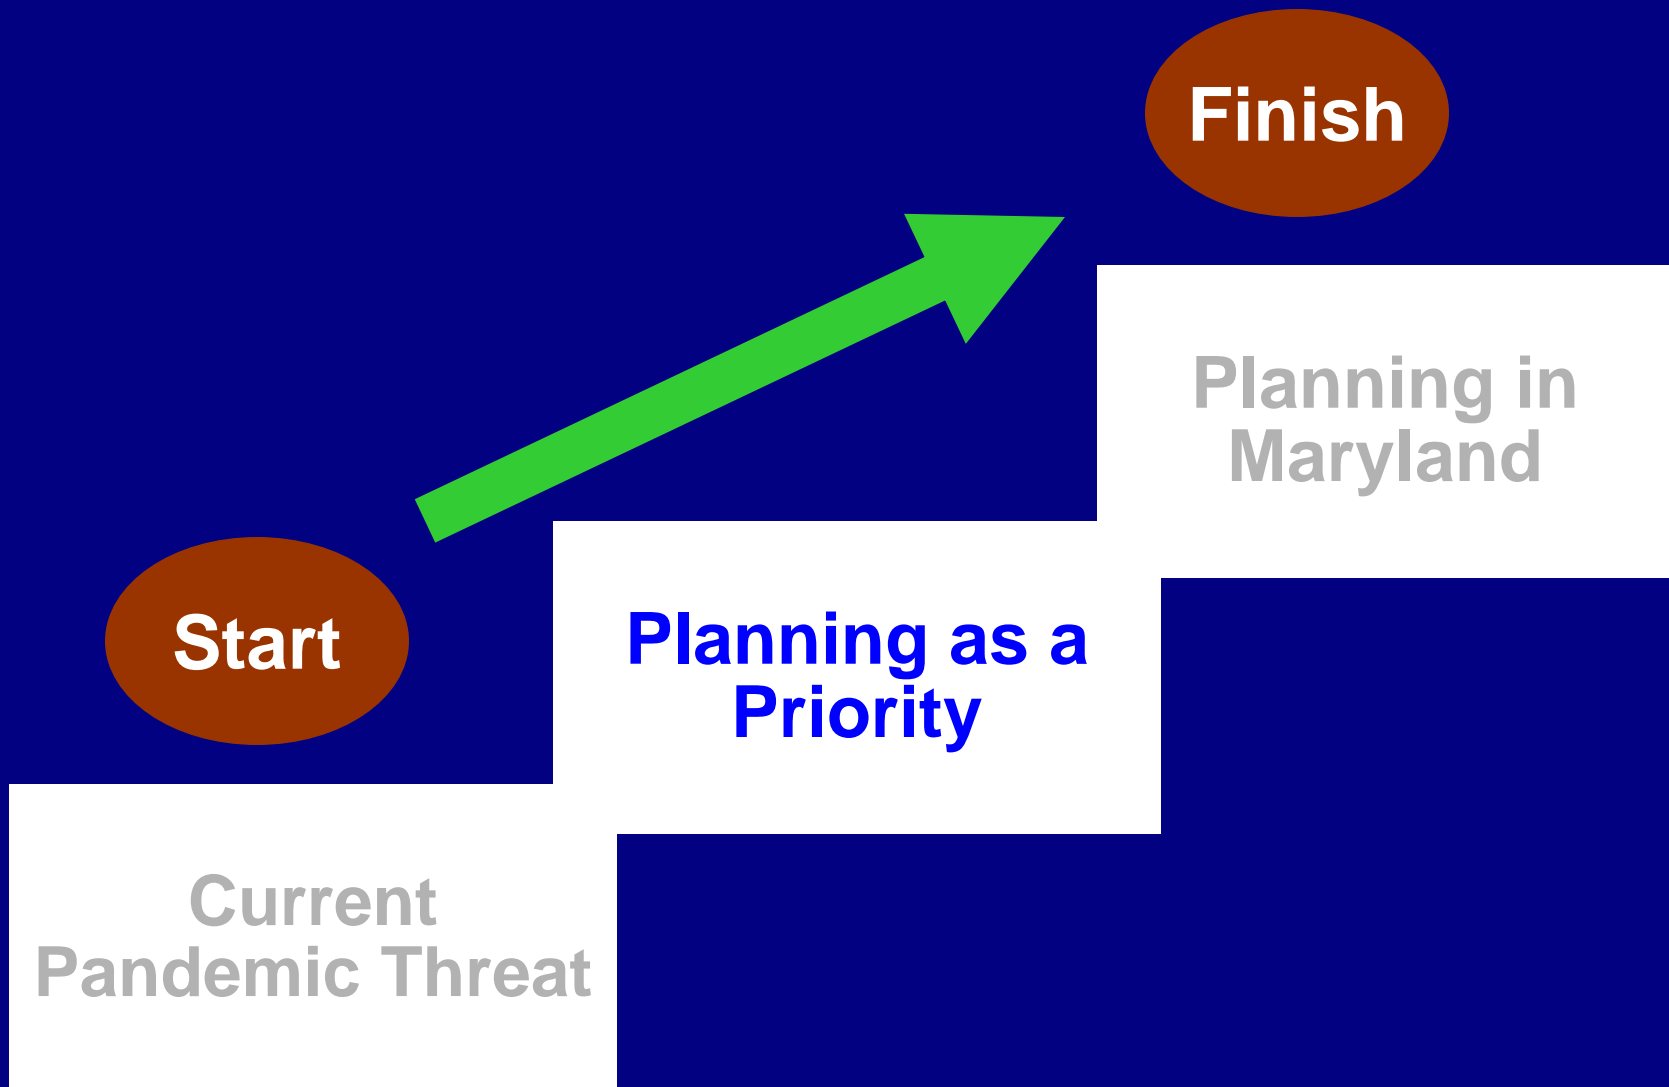 Finish
Planning in
Maryland
Start
Planning as a
Priority
Current
Pandemic Threat